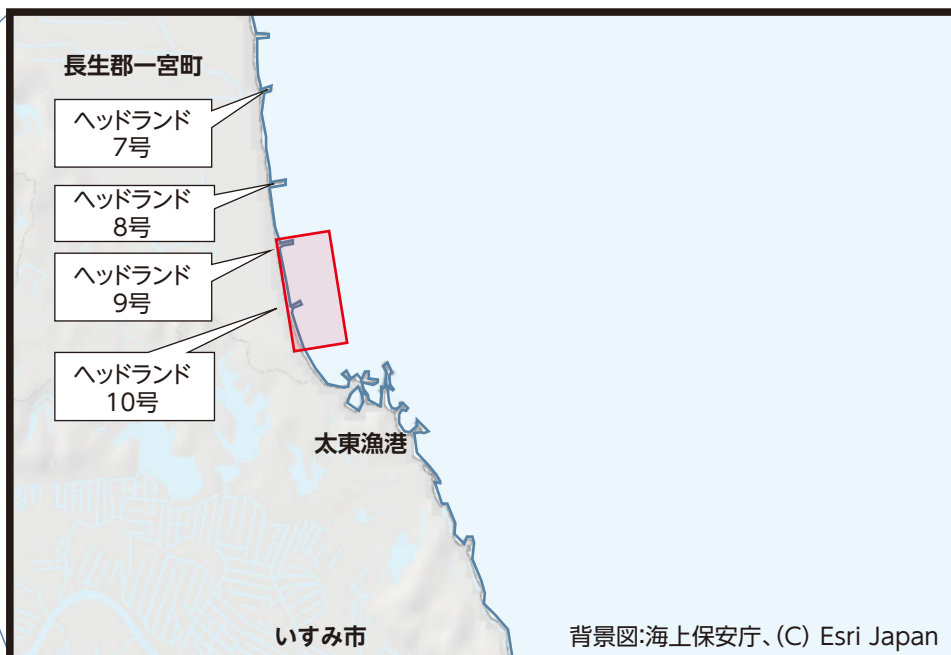 長生郡一宮町
ヘッドランド
7号
ヘッドランド
8号
ヘッドランド
9号
ヘッドランド
10号
太東漁港
いすみ市
背景図:海上保安庁、(C) Esri Japan